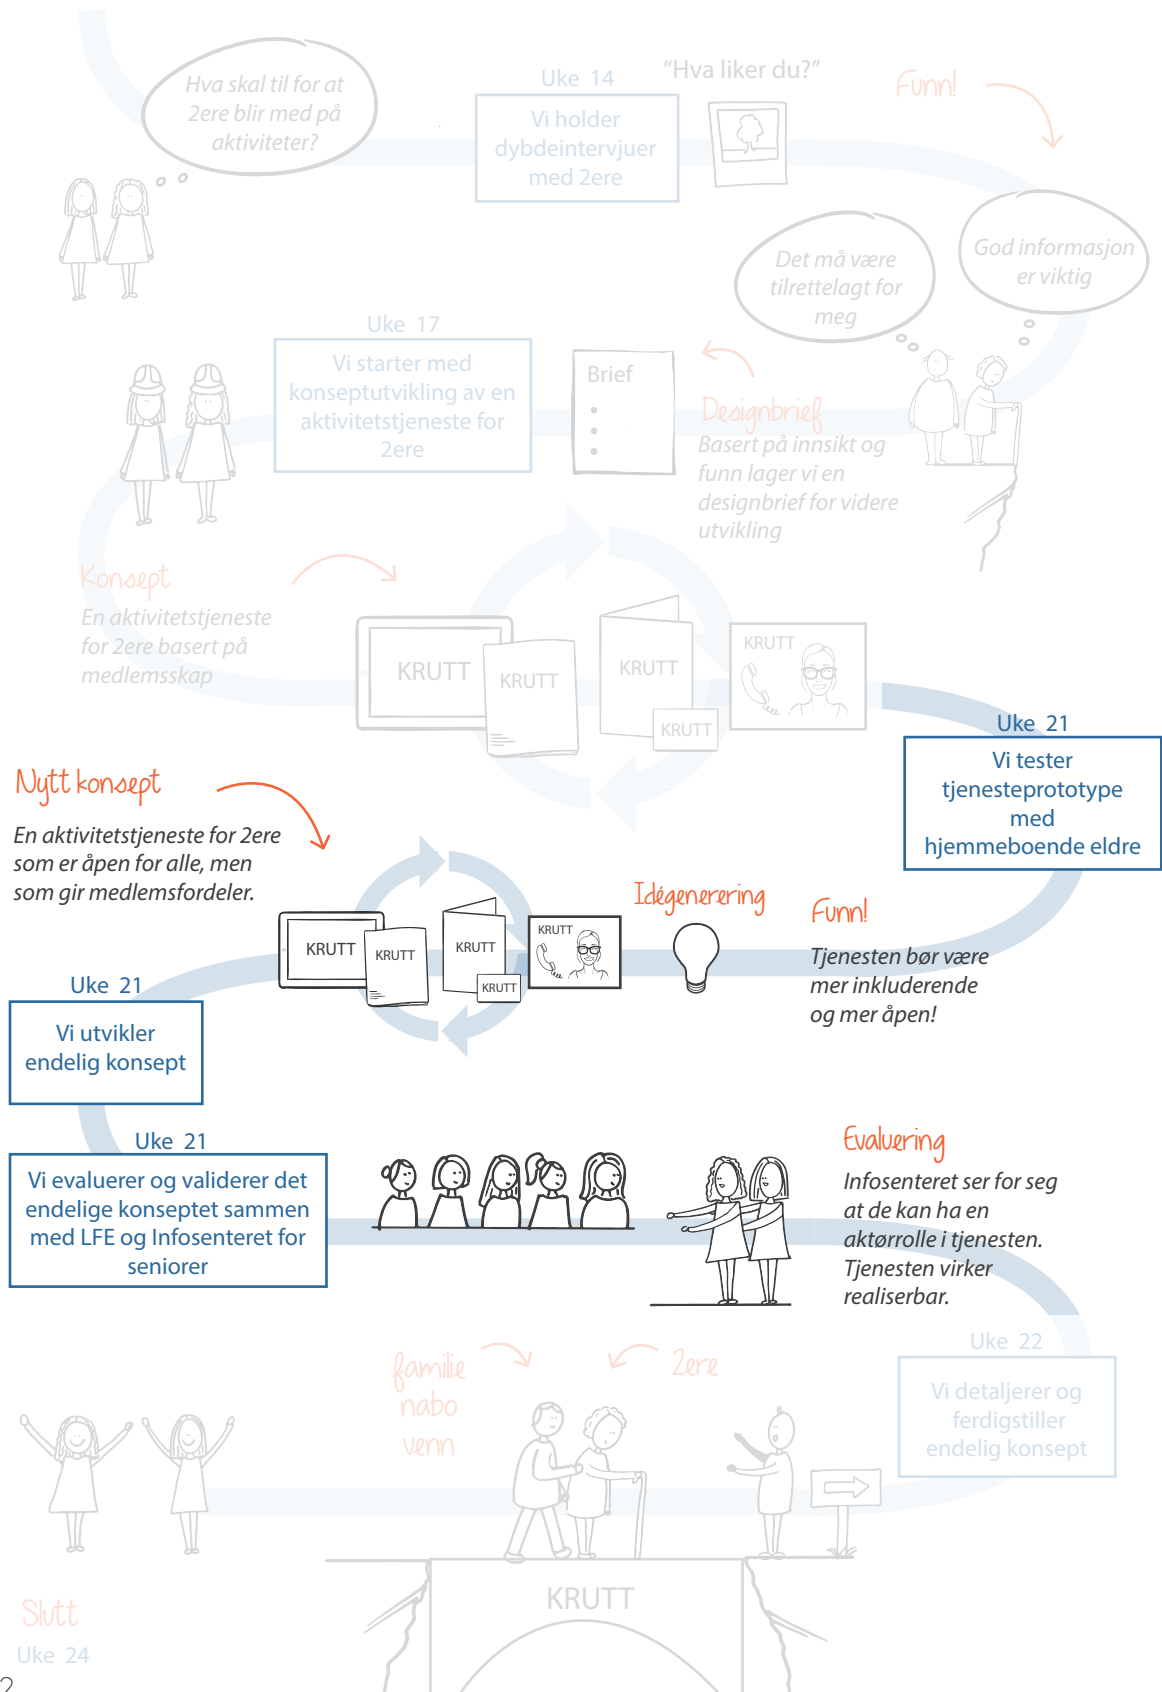 Hva skal til for at
2ere blir med på
aktiviteter?
Uke 14
Vi holder
dybdeintervjuer
med 2ere
"Hva liker du?"
Funn!
Det må være
tilrettelagt for
meg
God informasjon
er viktig
Uke 17
Vi starter med
konseptutvikling av en
aktivitetstjeneste for
2ere
Brief
Designbrief
Basert på innsikt og
funn lager vi en
designbrief for videre
utvikling
Konsept
En aktivitetstjeneste
for 2ere basert på
medlemsskap
KRUTT
KRUTT
KRUTT
KRUTT
KRUTT
Uke 21
Vi tester
tjenesteprototype
med
hjemmeboende eldre
Nytt konsept
En aktivitetstjeneste for 2ere
som er åpen for alle, men
som gir medlemsfordeler.
KRUTT
KRUTT
KRUTT
KRUTT
KRUTT
Idégenerering
Funn!
Tjenesten bør være
mer inkluderende
og mer åpen!
Uke 21
Vi utvikler
endelig konsept
Uke 21
Vi evaluerer og validerer det
endelige konseptet sammen
med LFE og Infosenteret for
seniorer
Evaluering
Infosenteret ser for seg
at de kan ha en
aktørrolle i tjenesten.
Tjenesten virker
realiserbar.
Uke 22
Vi detaljerer og
ferdigstiller
endelig konsept
familie
nabo
venn
2ere
KRUTT
Slutt
Uke 24
2